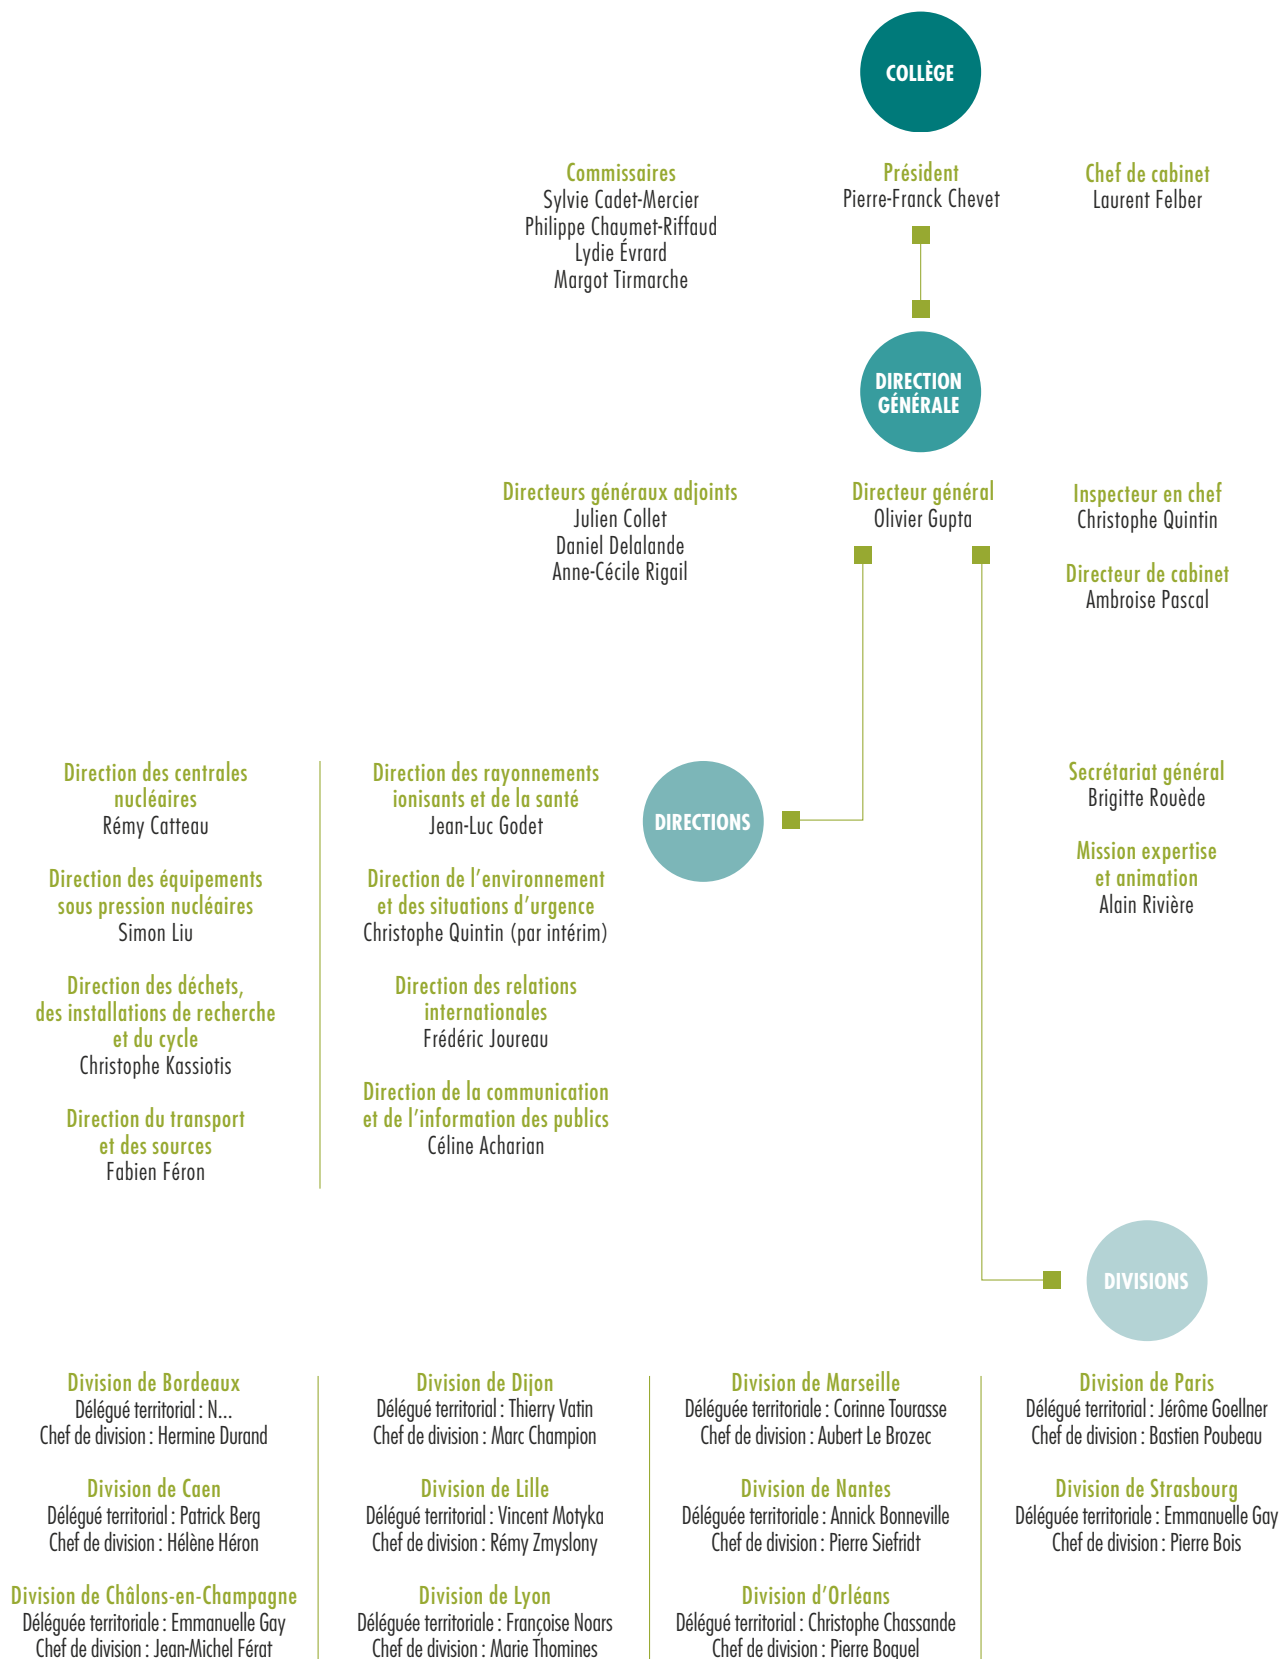 COLLÈGE
Commissaires
Sylvie Cadet-Mercier
Philippe Chaumet-Riffaud
Lydie Évrard
Margot Tirmarche
Président
Pierre-Franck Chevet
Chef de cabinet
Laurent Felber
DIRECTION
GÉNÉRALE
Directeurs généraux adjoints
Julien Collet
Daniel Delalande
Anne-Cécile Rigail
Directeur général
Olivier Gupta
Inspecteur en chef
Christophe Quintin
Directeur de cabinet
Ambroise Pascal
Direction des centrales
nucléaires
Rémy Catteau
Direction des équipements
sous pression nucléaires
Simon Liu
Direction des déchets,
des installations de recherche
et du cycle
Christophe Kassiotis
Direction du transport
et des sources
Fabien Féron
Direction des rayonnements
ionisants et de la santé
Jean-Luc Godet
Direction de l'environnement
et des situations d'urgence
Christophe Quintin (par intérim)
Direction des relations
internationales
Frédéric Joureau
Direction de la communication
et de l'information des publics
Céline Acharian
DIRECTIONS
Secrétariat général
Brigitte Rouède
Mission expertise
et animation
Alain Rivière
DIVISIONS
Division de Bordeaux
Délégué territorial : N...
Chef de division : Hermine Durand
Division de Caen
Délégué territorial : Patrick Berg
Chef de division : Hélène Héron
Division de Châlons-en-Champagne
Déléguée territoriale : Emmanuelle Gay
Chef de division : Jean-Michel Férat
Division de Dijon
Délégué territorial : Thierry Vatin
Chef de division : Marc Champion
Division de Lille
Délégué territorial : Vincent Motyka
Chef de division : Rémy Zmyslony
Division de Lyon
Déléguée territoriale : Françoise Noars
Chef de division : Marie Thomines
Division de Marseille
Déléguée territoriale : Corinne Tourasse
Chef de division : Aubert Le Brozec
Division de Nantes
Déléguée territoriale : Annick Bonneville
Chef de division : Pierre Siefridt
Division d'Orléans
Délégué territorial : Christophe Chassande
Chef de division : Pierre Boquel
Division de Paris
Délégué territorial : Jérôme Goellner
Chef de division : Bastien Poubeau
Division de Strasbourg
Déléguée territoriale : Emmanuelle Gay
Chef de division : Pierre Bois